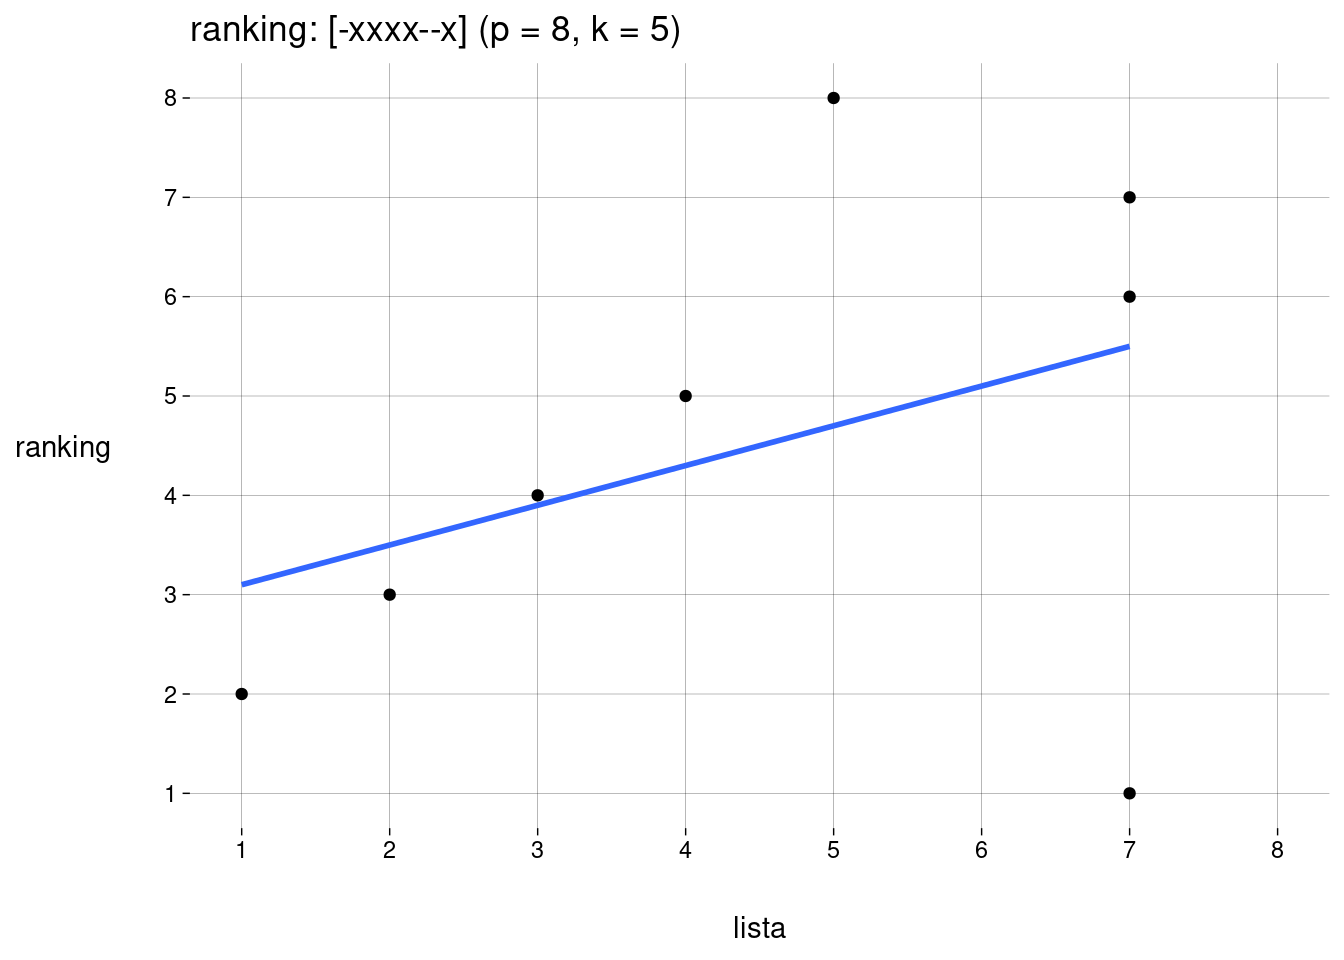 ranking: [-xxxx--x] (p = 8, k = 5)
8
7
6
5
ranking
4
3
2
1
1 2 3 4 5 6 7 8
lista